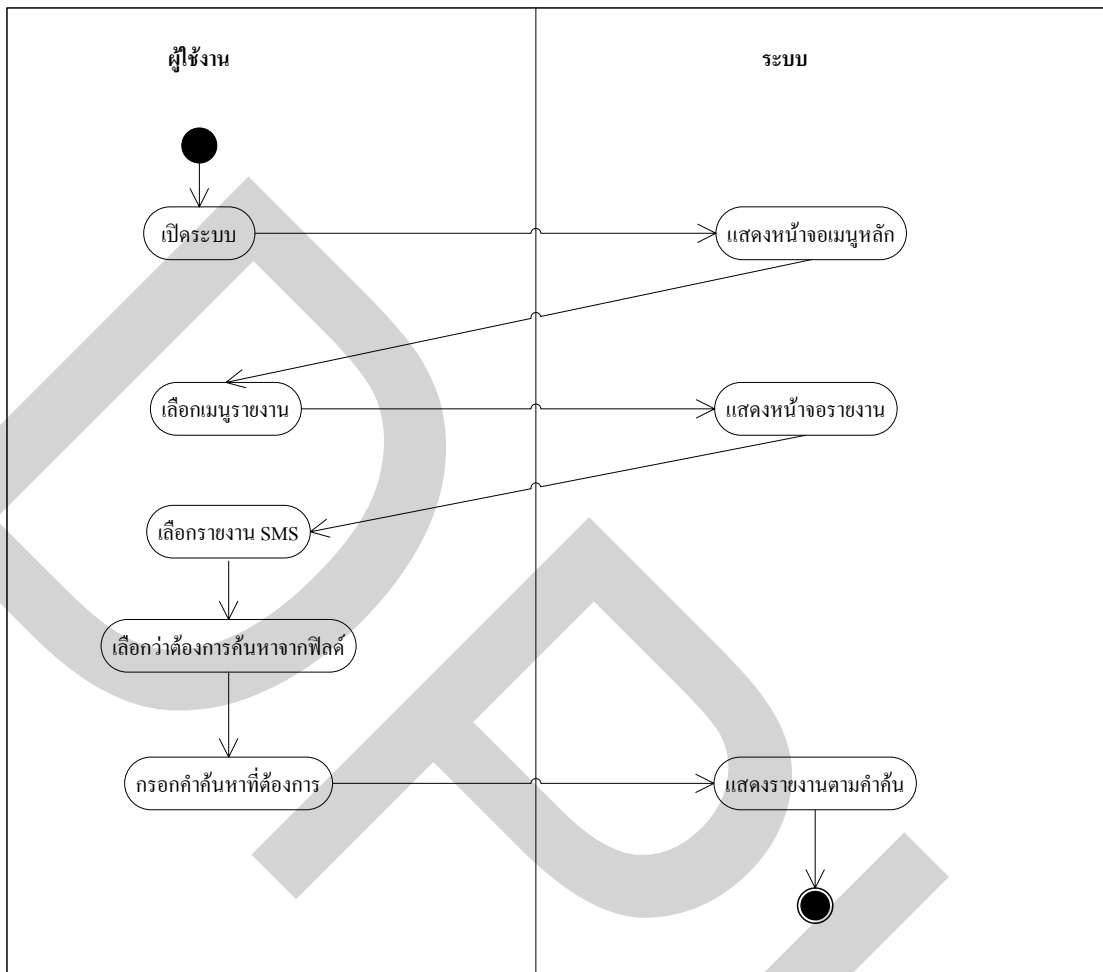 ผู้ใช้งาน
ระบบ
เปิดระบบ
แสดงหน้าจอเมนูหลัก
เลือกเมนูรายงาน
แสดงหน้าจอรายงาน
เลือกรายงาน SMS
เลือกว่าต้องการค้นหาจากฟิลด์
กรอกคำค้นหาที่ต้องการ
แสดงรายงานตามคำค้น